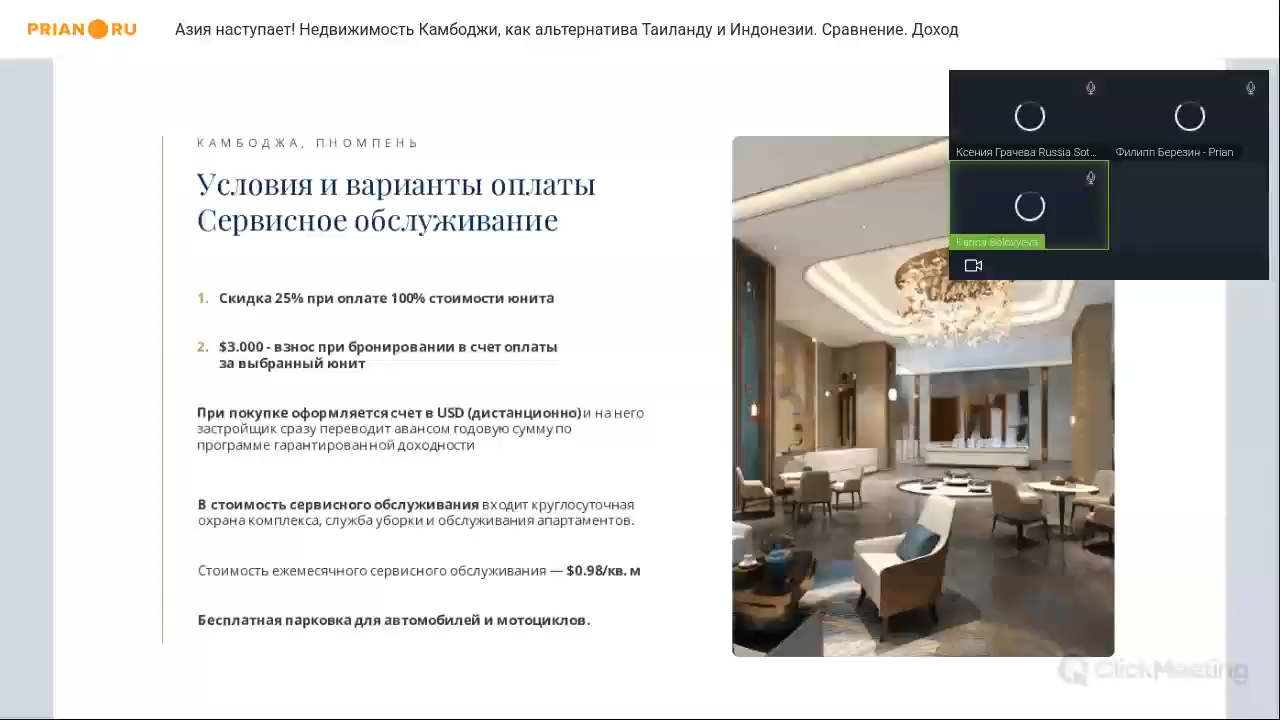 PRIAN RU
Азия наступает! Недвижимость Камбоджи, как альтернатива Таиланду и Индонезии. Сравнение. Доход
Ксения Грачева Russia Sot...
Филипп Березин - Prian
Karina Solovyeva
КАМБОДЖА, ПНОМПЕНЬ
Условия и варианты оплаты
Сервисное обслуживание
1. Скидка 25% при оплате 100% стоимости юнита
2. $3.000 - взнос при бронировании в счет оплаты
за выбранный юнит
При покупке оформляется счет в USD (дистанционно) и на него
застройщик сразу переводит авансом годовую сумму по
программе гарантированной доходности
В стоимость сервисного обслуживания входит круглосуточная
охрана комплекса, служба уборки и обслуживания апартаментов.
Стоимость ежемесячного сервисного обслуживания — $0.98/кв. м
Бесплатная парковка для автомобилей и мотоциклов.
ClickMeeting